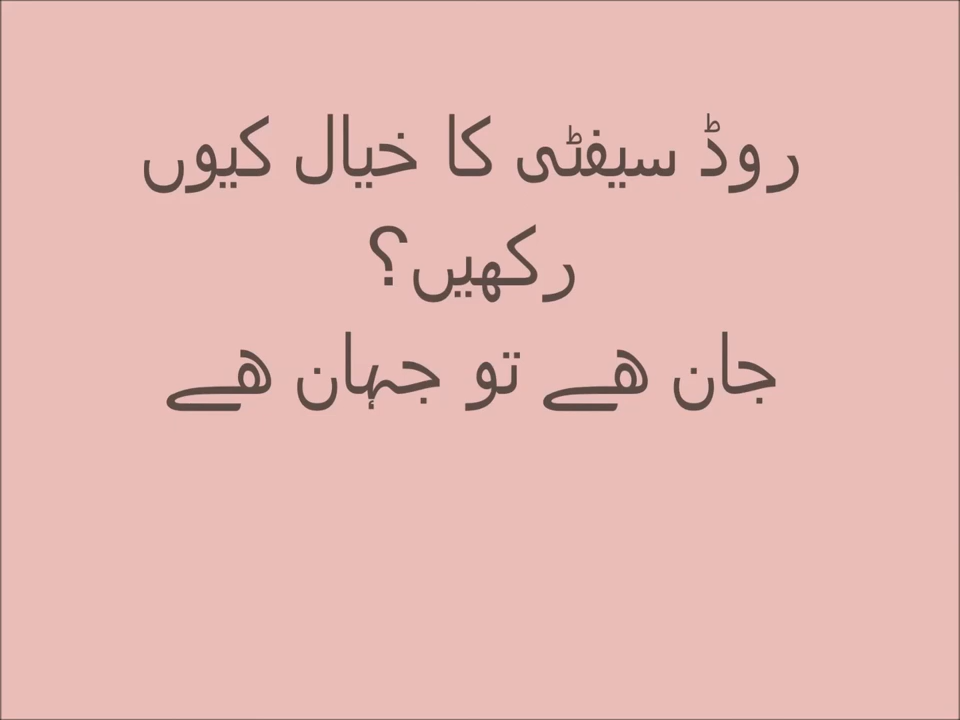 روڈ سیفٹی کا خیال کیوں
رکھیں؟
جان ھے تو جہان ھے